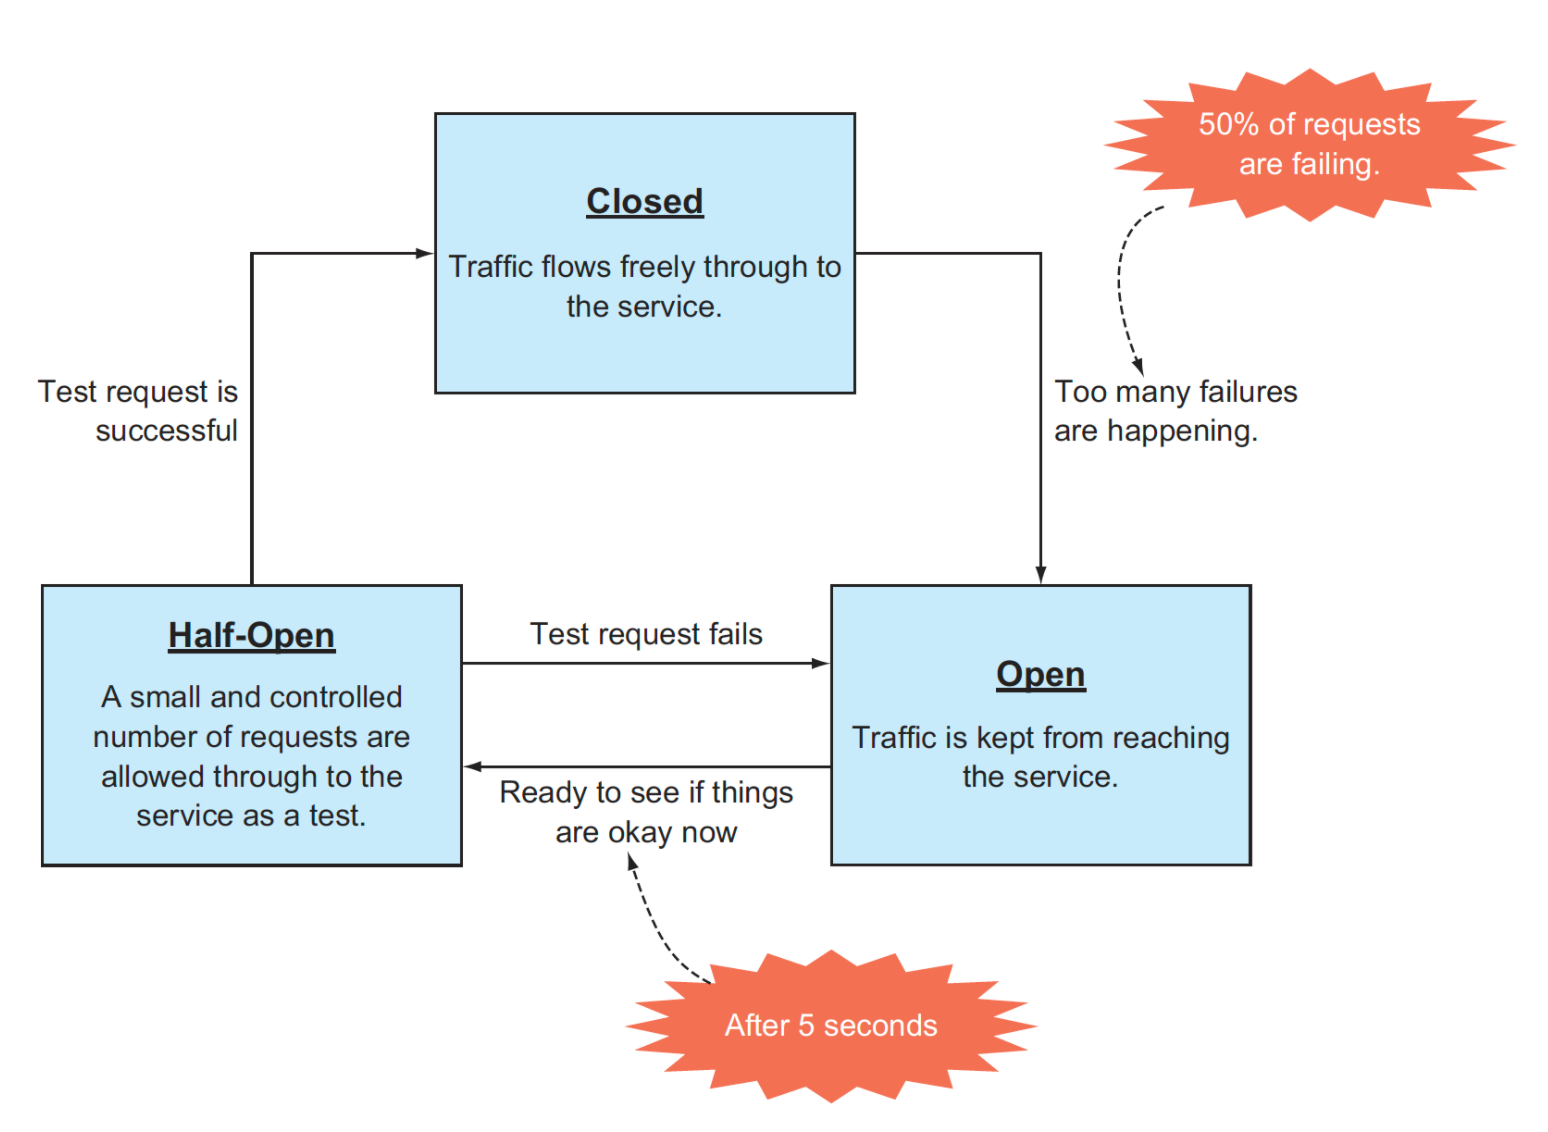 50% of requests
are failing.
Closed
Traffic flows freely through to
the service.
Test request is
successful
Too many failures
are happening.
Half-Open
A small and controlled
number of requests are
allowed through to the
service as a test.
Test request fails
Ready to see if things
are okay now
Open
Traffic is kept from reaching
the service.
After 5 seconds